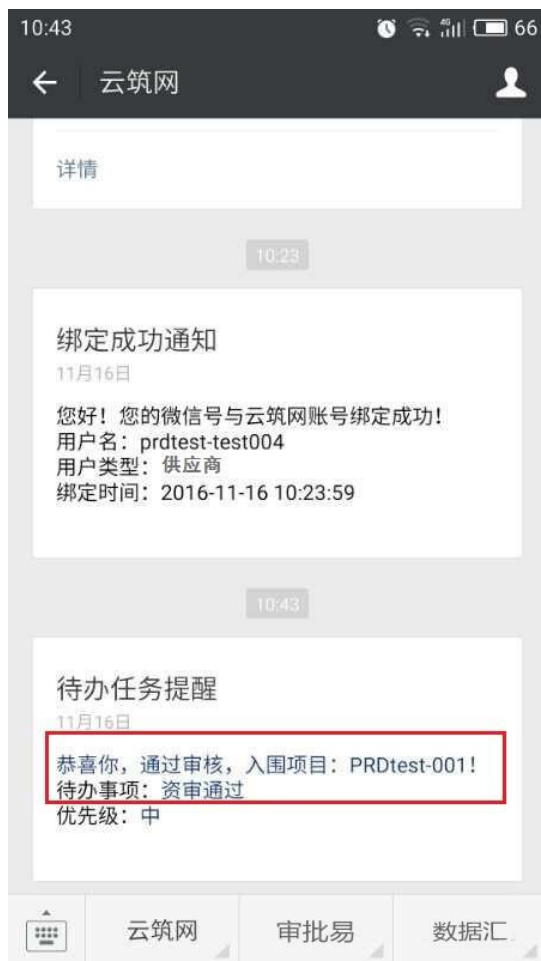 10:43
4G
66
云筑网
详情
10:23
绑定成功通知
11月16日
您好！您的微信号与云筑网账号绑定成功！
用户名：prdtest-test004
用户类型：供应商
绑定时间：2016-11-16 10:23:59
10:43
待办任务提醒
11月16日
恭喜你，通过审核，入围项目：PRDtest-001！
待办事项：资审通过
优先级：中
云筑网
审批易
数据汇